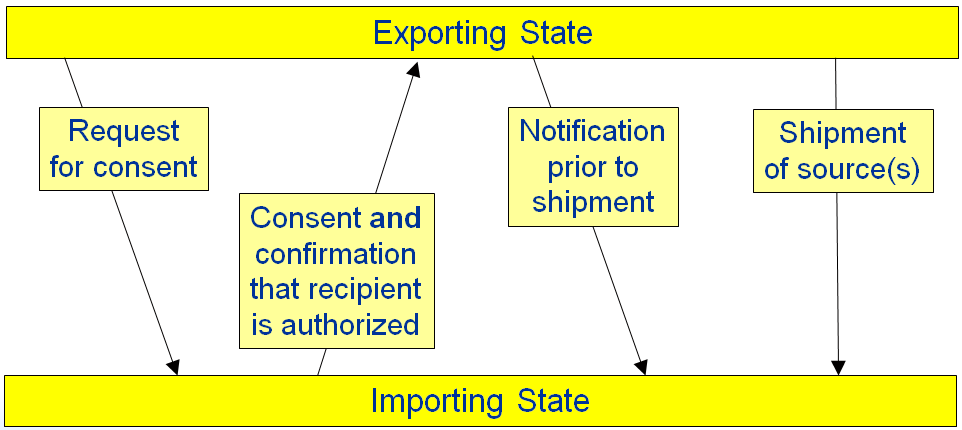 Exporting State
Request
for consent
Consent and
confirmation
that recipient
is authorized
Notification
prior to
shipment
Shipment
of source(s)
Importing State